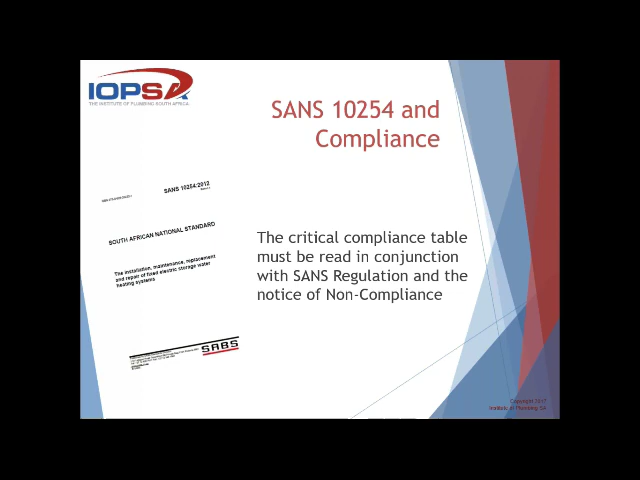 IOPSA
THE INSTITUTE OF PLUMBING SOUTH AFRICA
SANS 10254 and
Compliance
SANS 10254:2012
SOUTH AFRICAN NATIONAL STANDARD
The installation, maintenance, replacement
and repair of fixed electric storage water
heating systems
The critical compliance table
must be read in conjunction
with SANS Regulation and the
notice of Non-Compliance
SABS
Copyright 2017
Institute of Plumbing SA